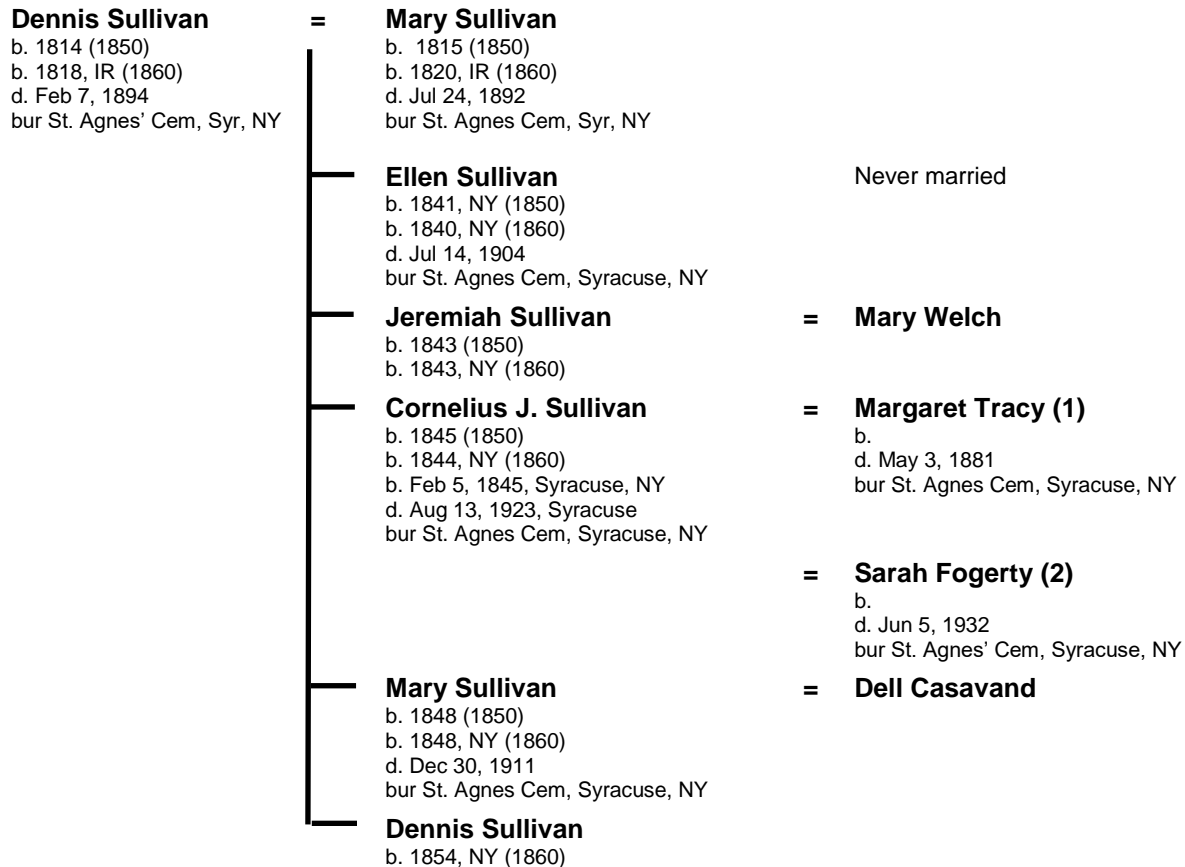 Dennis Sullivan = Mary Sullivan
b. 1814 (1850) b.  1815 (1850)
b. 1818, IR (1860) b. 1820, IR (1860)
d. Feb 7, 1894 d. Jul 24, 1892
bur St. Agnes’ Cem, Syr, NY bur St. Agnes Cem, Syr, NY
Ellen Sullivan Never married
b. 1841, NY (1850)
b. 1840, NY (1860)
d. Jul 14, 1904
bur St. Agnes Cem, Syracuse, NY
Jeremiah Sullivan = Mary Welch
b. 1843 (1850)
b. 1843, NY (1860)
Cornelius J. Sullivan = Margaret Tracy (1)
b. 1845 (1850) b.
b. 1844, NY (1860) d. May 3, 1881
b. Feb 5, 1845, Syracuse, NY bur St. Agnes Cem, Syracuse, NY
d. Aug 13, 1923, Syracuse
bur St. Agnes Cem, Syracuse, NY
= Sarah Fogerty (2)
b.
d. Jun 5, 1932
bur St. Agnes’ Cem, Syracuse, NY
Mary Sullivan = Dell Casavand
b. 1848 (1850)
b. 1848, NY (1860)
d. Dec 30, 1911
bur St. Agnes Cem, Syracuse, NY
Dennis Sullivan
b. 1854, NY (1860)